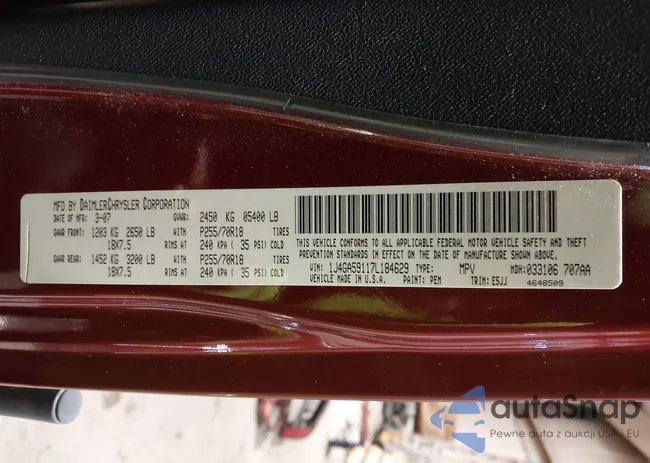 MFD BY DAIMLERCHRYSLER CORPORATION
DATE OF MFR: 3-07 GVWR: 2450 KG 05400 LB
GAWR FRONT: 1203 KG 2650 LB WITH P255/70R18 TIRES
18X7.5 RIMS AT 240 KPA ( 35 PSI) COLD
GAWR REAR: 1452 KG 3200 LB WITH P255/70R18 TIRES
18X7.5 RIMS AT 240 KPA ( 35 PSI) COLD
THIS VEHICLE CONFORMS TO ALL APPLICABLE FEDERAL MOTOR VEHICLE SAFETY AND THEFT
PREVENTION STANDARDS IN EFFECT ON THE DATE OF MANUFACTURE SHOWN ABOVE.
VIN: 1J4GA59117L184629 TYPE: MPV MDH: 033106 707AA
VEHICLE MADE IN U.S.A. PAINT: PEM TRIM: E5JJ
4648509
autaSnap
Pewne auta z aukcji USA i EU